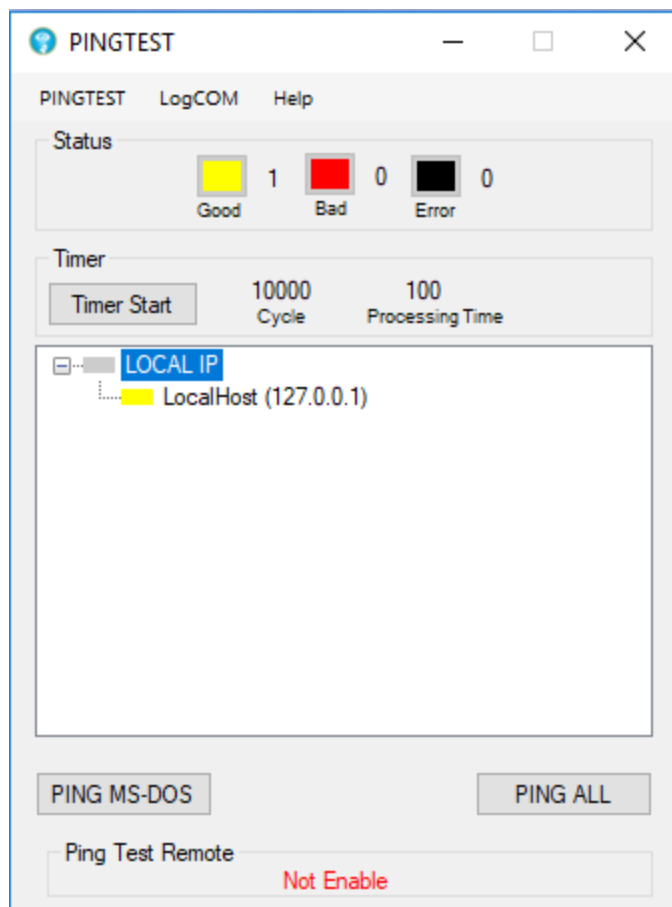 PINGTEST
PINGTEST LogCOM Help
Status
1 0 0
Good Bad Error
Timer
Timer Start 10000 100
Cycle Processing Time
LOCAL IP
LocalHost (127.0.0.1)
PING MS-DOS PING ALL
Ping Test Remote
Not Enable